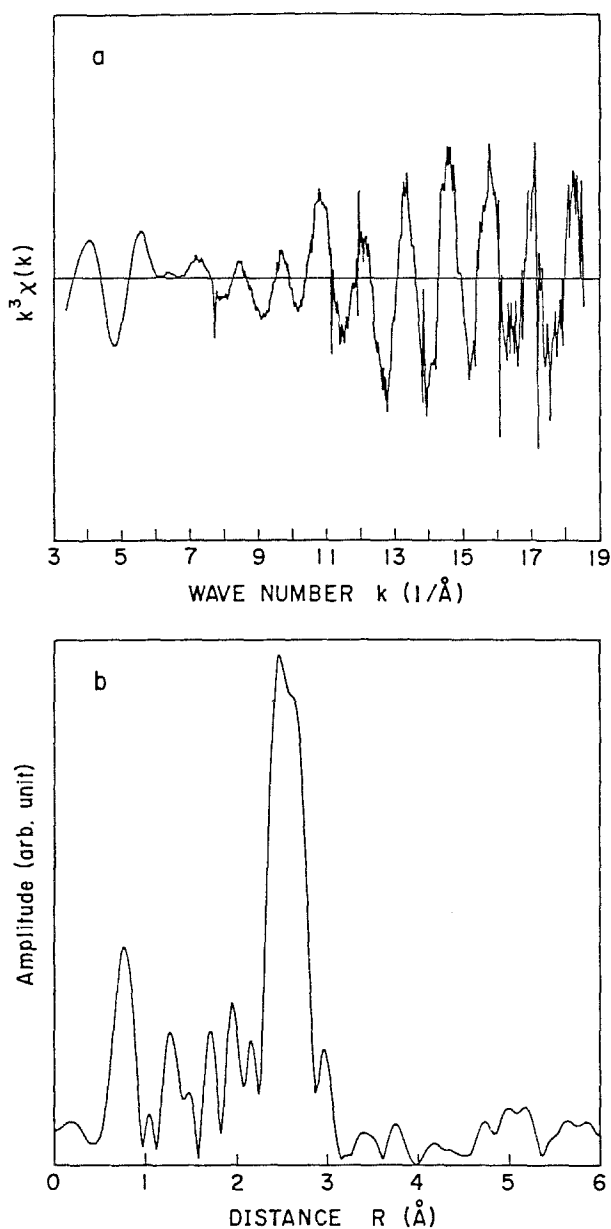 a
k³χ(k)
3 5 7 9 11 13 15 17 19
WAVE NUMBER k (1/Å)
b
Amplitude (arb. unit)
0 1 2 3 4 5 6
DISTANCE R (Å)